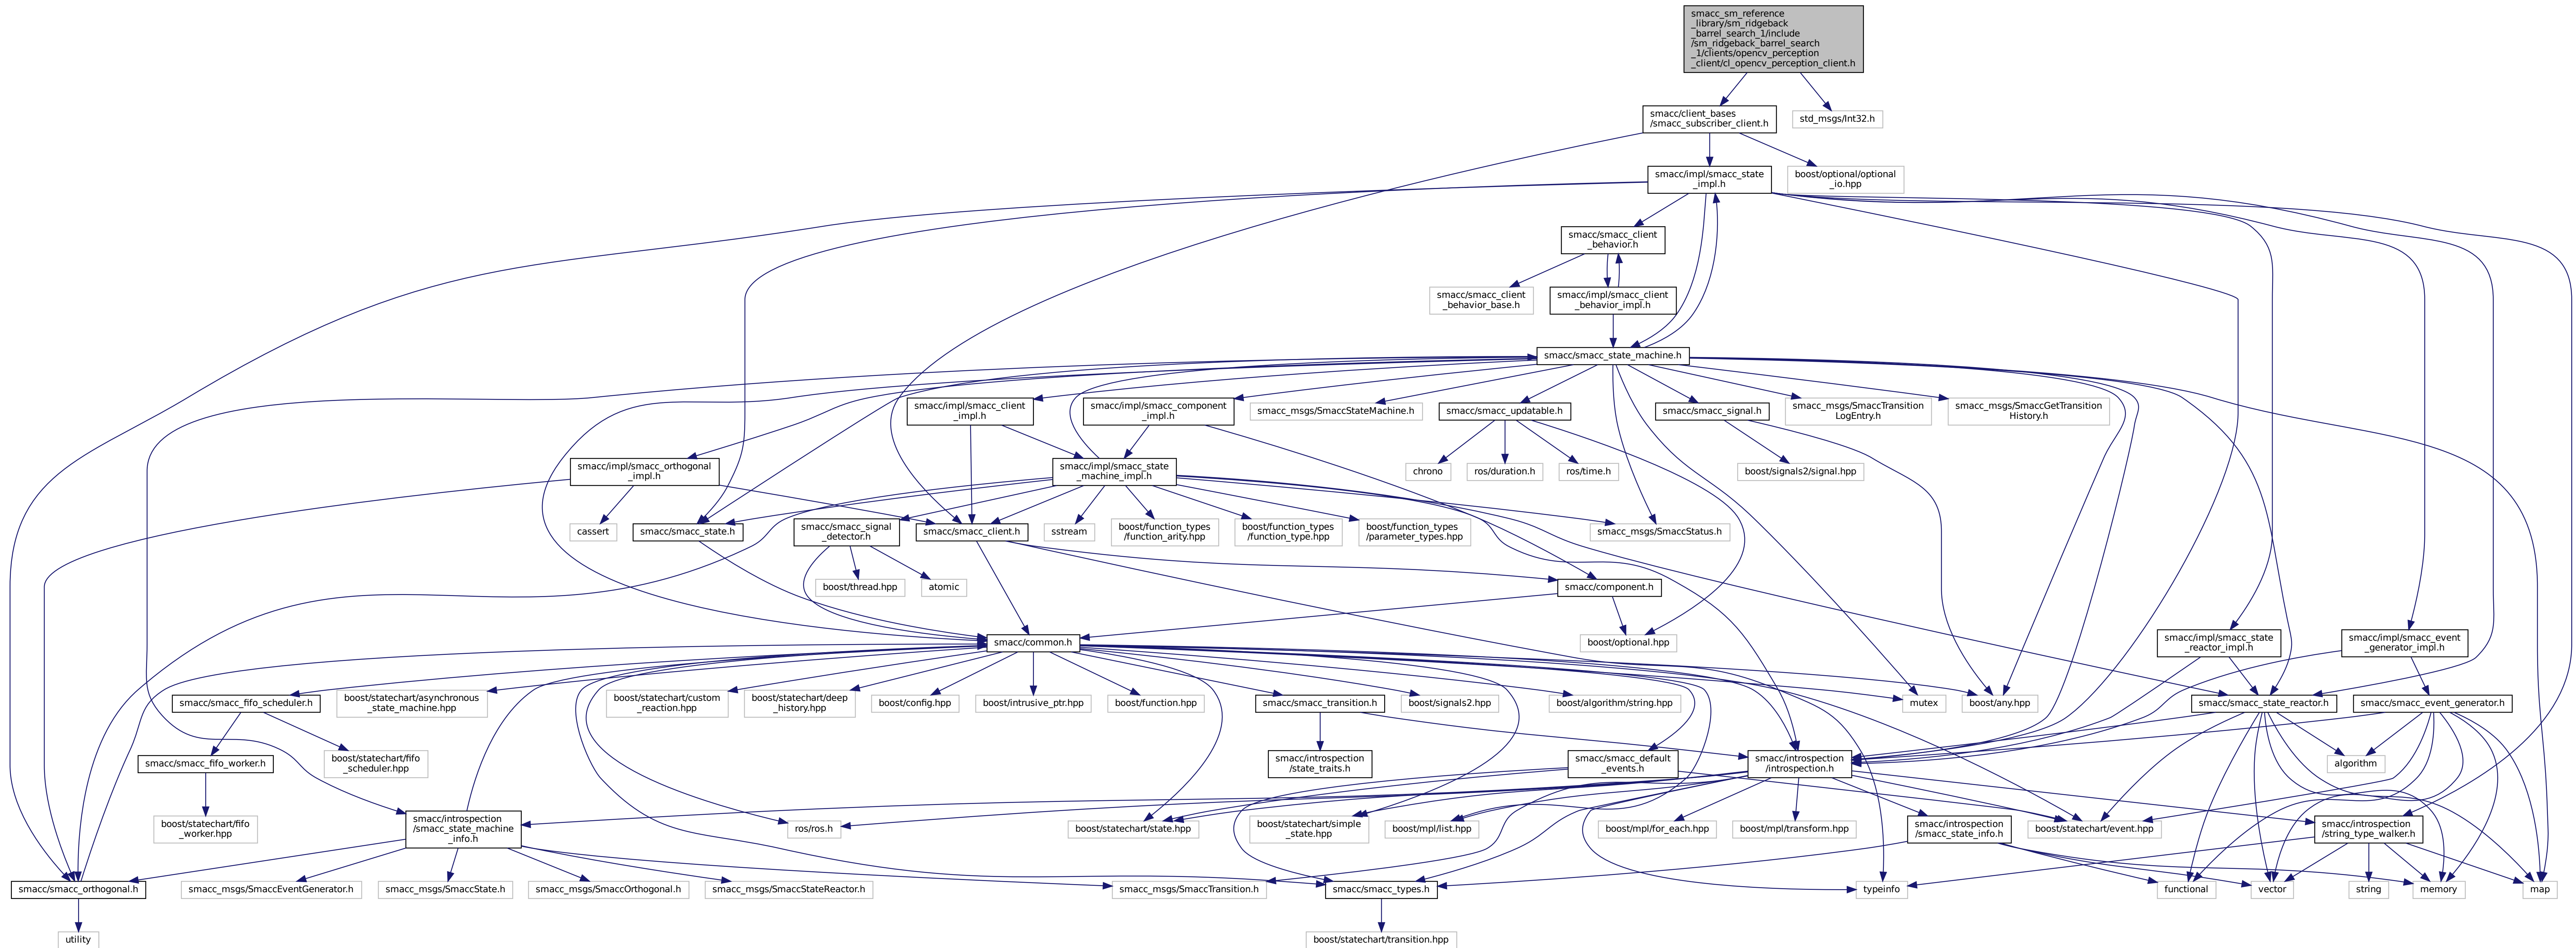 smacc_sm_reference
_library/sm_ridgeback
_barrel_search_1/include
/sm_ridgeback_barrel_search
_1/clients/opencv_perception
_client/cl_opencv_perception_client.h
smacc/client_bases
/smacc_subscriber_client.h
std_msgs/Int32.h
smacc/impl/smacc_state
_impl.h
boost/optional/optional
_io.hpp
smacc/smacc_client
_behavior.h
smacc/smacc_client
_behavior_base.h
smacc/impl/smacc_client
_behavior_impl.h
smacc/smacc_state_machine.h
smacc/impl/smacc_client
_impl.h
smacc/impl/smacc_component
_impl.h
smacc_msgs/SmaccStateMachine.h
smacc/smacc_updatable.h
smacc/smacc_signal.h
smacc_msgs/SmaccTransition
LogEntry.h
smacc_msgs/SmaccGetTransition
History.h
smacc/impl/smacc_orthogonal
_impl.h
smacc/impl/smacc_state
_machine_impl.h
chrono
ros/duration.h
ros/time.h
boost/signals2/signal.hpp
cassert
smacc/smacc_state.h
smacc/smacc_signal
_detector.h
smacc/smacc_client.h
sstream
boost/function_types
/function_arity.hpp
boost/function_types
/function_type.hpp
boost/function_types
/parameter_types.hpp
smacc_msgs/SmaccStatus.h
boost/thread.hpp
atomic
smacc/component.h
smacc/common.h
boost/optional.hpp
smacc/impl/smacc_state
_reactor_impl.h
smacc/impl/smacc_event
_generator_impl.h
smacc/smacc_fifo_scheduler.h
boost/statechart/asynchronous
_state_machine.hpp
boost/statechart/custom
_reaction.hpp
boost/statechart/deep
_history.hpp
boost/config.hpp
boost/intrusive_ptr.hpp
boost/function.hpp
smacc/smacc_transition.h
boost/signals2.hpp
boost/algorithm/string.hpp
mutex
boost/any.hpp
smacc/smacc_state_reactor.h
smacc/smacc_event_generator.h
smacc/smacc_fifo_worker.h
boost/statechart/fifo
_scheduler.hpp
smacc/introspection
/state_traits.h
smacc/smacc_default
_events.h
smacc/introspection
/introspection.h
algorithm
boost/statechart/fifo
_worker.hpp
smacc/introspection
/smacc_state_machine
_info.h
ros/ros.h
boost/statechart/state.hpp
boost/statechart/simple
_state.hpp
boost/mpl/list.hpp
boost/mpl/for_each.hpp
boost/mpl/transform.hpp
smacc/introspection
/smacc_state_info.h
boost/statechart/event.hpp
smacc/introspection
/string_type_walker.h
smacc/smacc_orthogonal.h
smacc_msgs/SmaccEventGenerator.h
smacc_msgs/SmaccState.h
smacc_msgs/SmaccOrthogonal.h
smacc_msgs/SmaccStateReactor.h
smacc_msgs/SmaccTransition.h
smacc/smacc_types.h
typeinfo
functional
vector
string
memory
map
utility
boost/statechart/transition.hpp